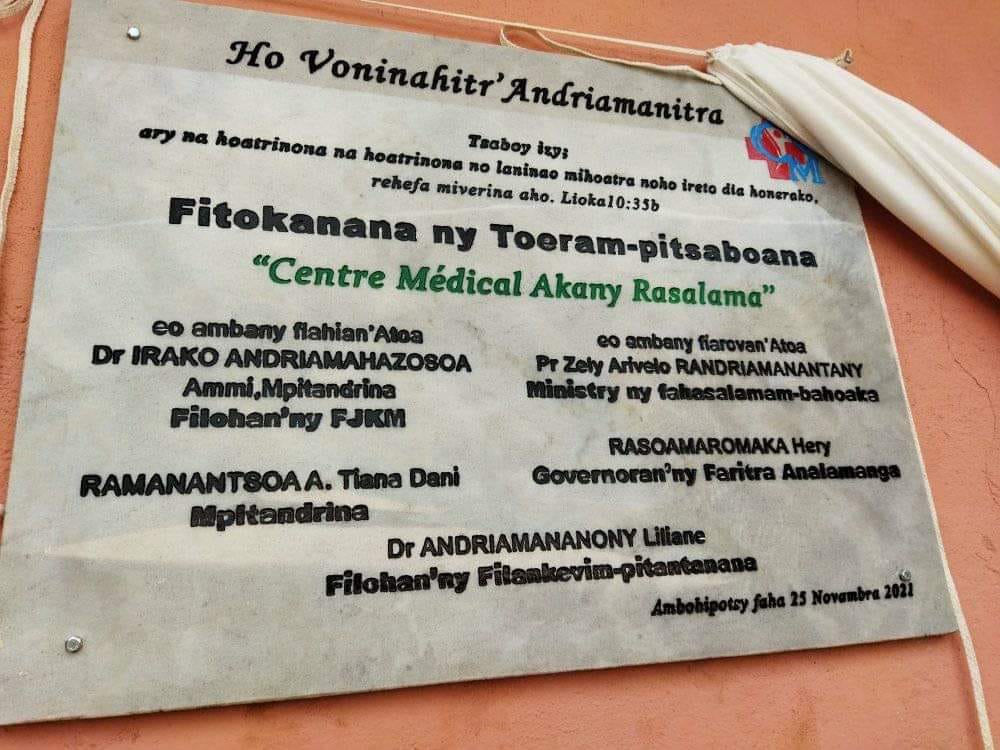 Ho Voninahitr'Andriamanitra
Tsaboy izy;
ary na hoatrinona na hoatrinona no laninao mihoatra noho ireto dia honerako,
rehefa miverina aho. Lioka10:35b
Fitokanana ny Toeram-pitsaboana
"Centre Médical Akany Rasalama"
eo ambany fiahian'Atoa
Dr IRAKO ANDRIAMAHAZOSOA
Ammi,Mpitandrina
Filohan'ny FJKM
RAMANANTSOA A. Tiana Dani
Mpitandrina
eo ambany fiarovan'Atoa
Pr Zely Arivelo RANDRIAMANANTANY
Ministry ny fahasalamam-bahoaka
RASOAMAROMAKA Hery
Governoran'ny Faritra Analamanga
Dr ANDRIAMANANONY Liliane
Filohan'ny Filankevim-pitantanana
Ambohipotsy faha 25 Novambra 2021